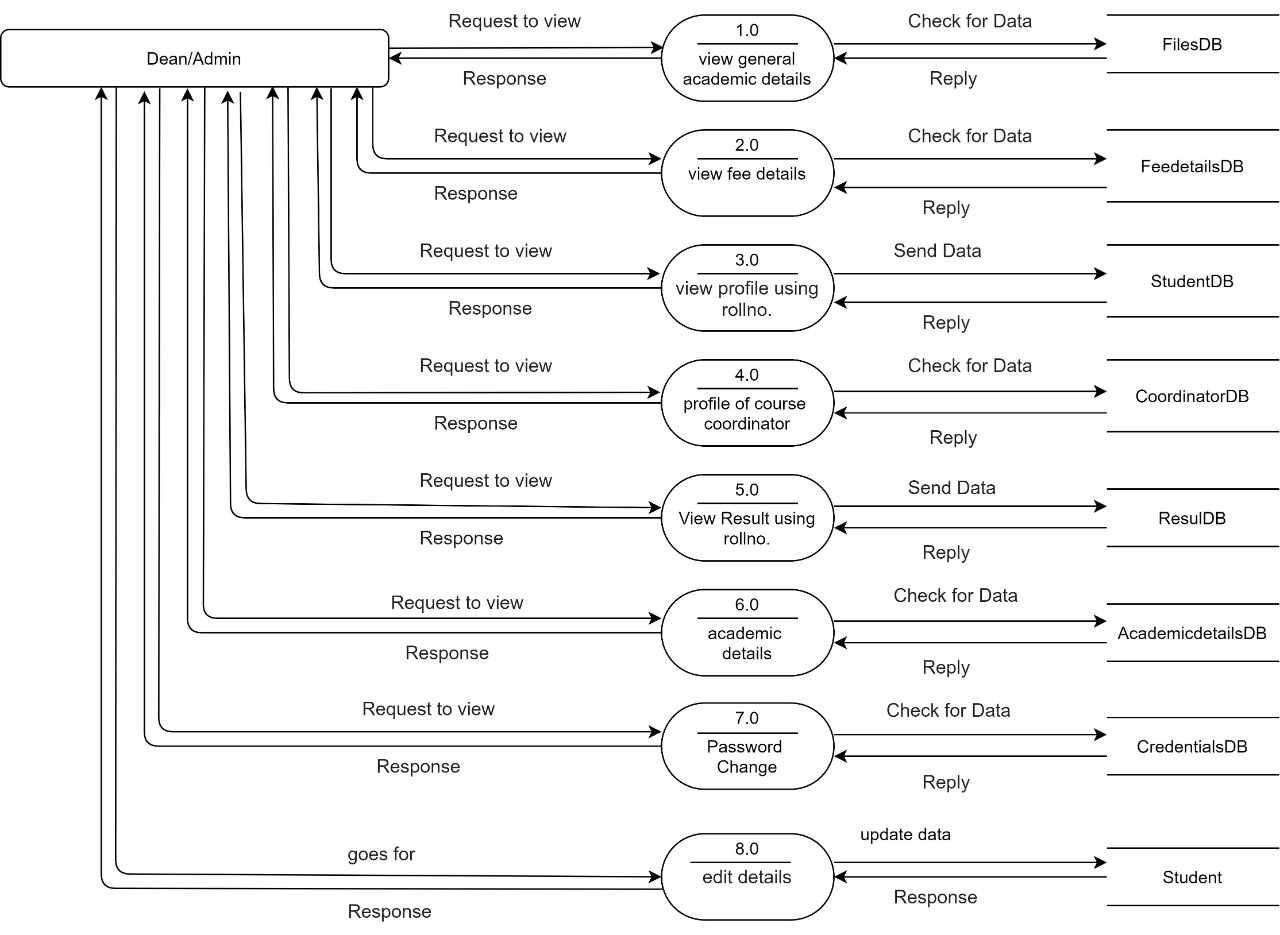 Request to view
1.0
Check for Data
Dean/Admin
view general
academic details
FilesDB
Response
Reply
Request to view
2.0
Check for Data
view fee details
FeedetailsDB
Response
Reply
Request to view
3.0
Send Data
view profile using
rollno.
StudentDB
Response
Reply
Request to view
4.0
Check for Data
profile of course
coordinator
CoordinatorDB
Response
Reply
Request to view
5.0
Send Data
View Result using
rollno.
ResulDB
Response
Reply
Request to view
6.0
Check for Data
academic
details
AcademicdetailsDB
Response
Reply
Request to view
7.0
Check for Data
Password
Change
CredentialsDB
Response
Reply
goes for
8.0
update data
edit details
Student
Response
Response